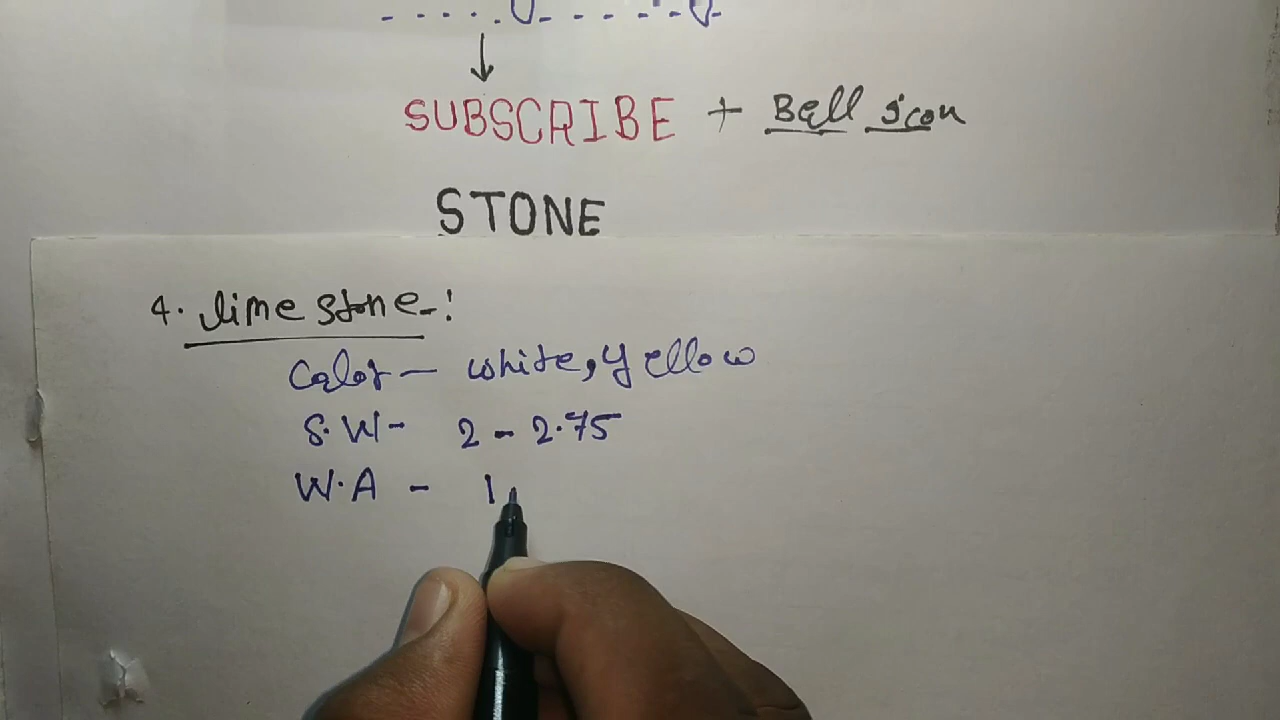 SUBSCRIBE + Bell icon
STONE
4. Lime stone-:
Color - white, yellow
S.W- 2 - 2.75
W.A - 1